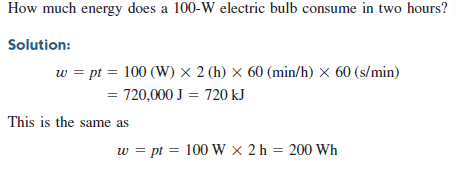 How much energy does a 100-W electric bulb consume in two hours?
Solution:
w = pt = 100 (W) × 2 (h) × 60 (min/h) × 60 (s/min)
= 720,000 J = 720 kJ
This is the same as
w = pt = 100 W × 2 h = 200 Wh